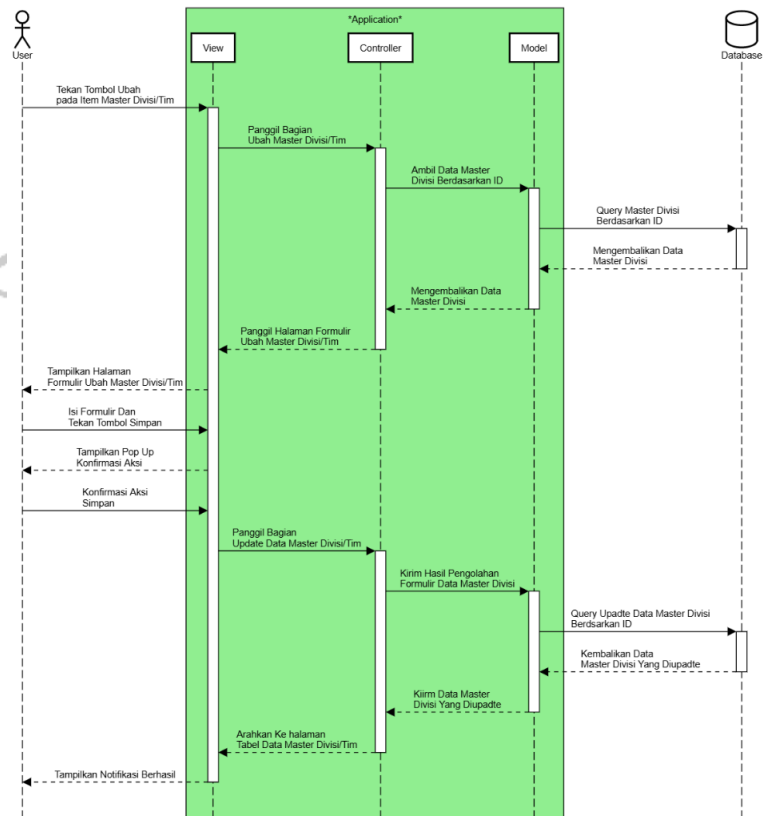 *Application*
View
Controller
Model
User
Database
Tekan Tombol Ubah
pada Item Master Divisi/Tim
Panggil Bagian
Ubah Master Divisi/Tim
Ambil Data Master
Divisi Berdasarkan ID
Query Master Divisi
Berdasarkan ID
Mengembalikan Data
Master Divisi
Mengembalikan Data
Master Divisi
Panggil Halaman Formulir
Ubah Master Divisi/Tim
Tampilkan Halaman
Formulir Ubah Master Divisi/Tim
Isi Formulir Dan
Tekan Tombol Simpan
Tampilkan Pop Up
Konfirmasi Aksi
Konfirmasi Aksi
Simpan
Panggil Bagian
Update Data Master Divisi/Tim
Kirim Hasil Pengolahan
Formulir Data Master Divisi
Query Upadte Data Master Divisi
Berdsarkan ID
Kembalikan Data
Master Divisi Yang Diupadte
Kiirm Data Master
Divisi Yang Diupadte
Arahkan Ke halaman
Tabel Data Master Divisi/Tim
Tampilkan Notifikasi Berhasil